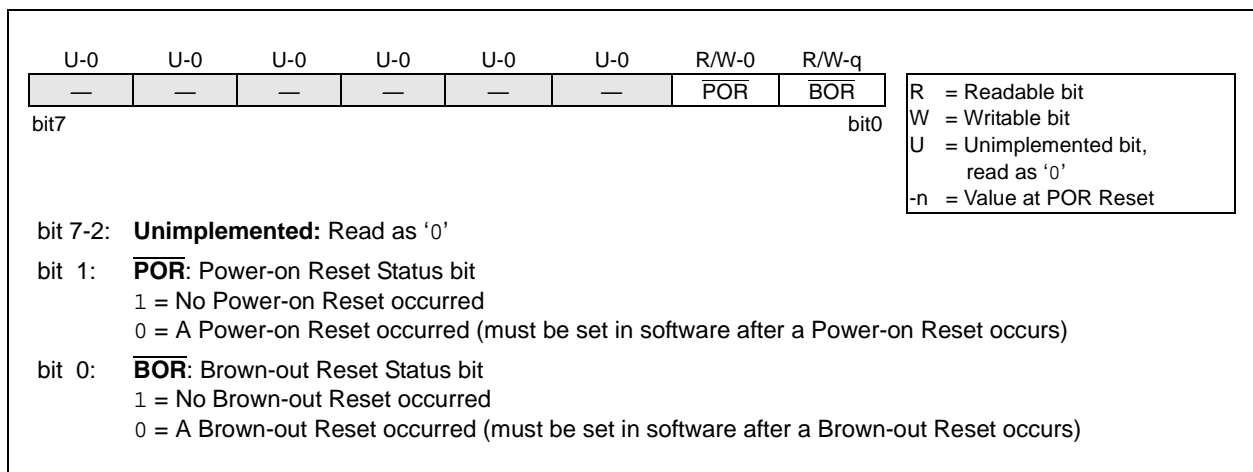 U-0 U-0 U-0 U-0 U-0 U-0 R/W-0 R/W-q
— — — — — — P̅O̅R̅ B̅O̅R̅
bit7 bit0
R = Readable bit
W = Writable bit
U = Unimplemented bit,
read as ‘0’
-n = Value at POR Reset
bit 7-2: Unimplemented: Read as ‘0’
bit 1: P̅O̅R̅: Power-on Reset Status bit
1 = No Power-on Reset occurred
0 = A Power-on Reset occurred (must be set in software after a Power-on Reset occurs)
bit 0: B̅O̅R̅: Brown-out Reset Status bit
1 = No Brown-out Reset occurred
0 = A Brown-out Reset occurred (must be set in software after a Brown-out Reset occurs)